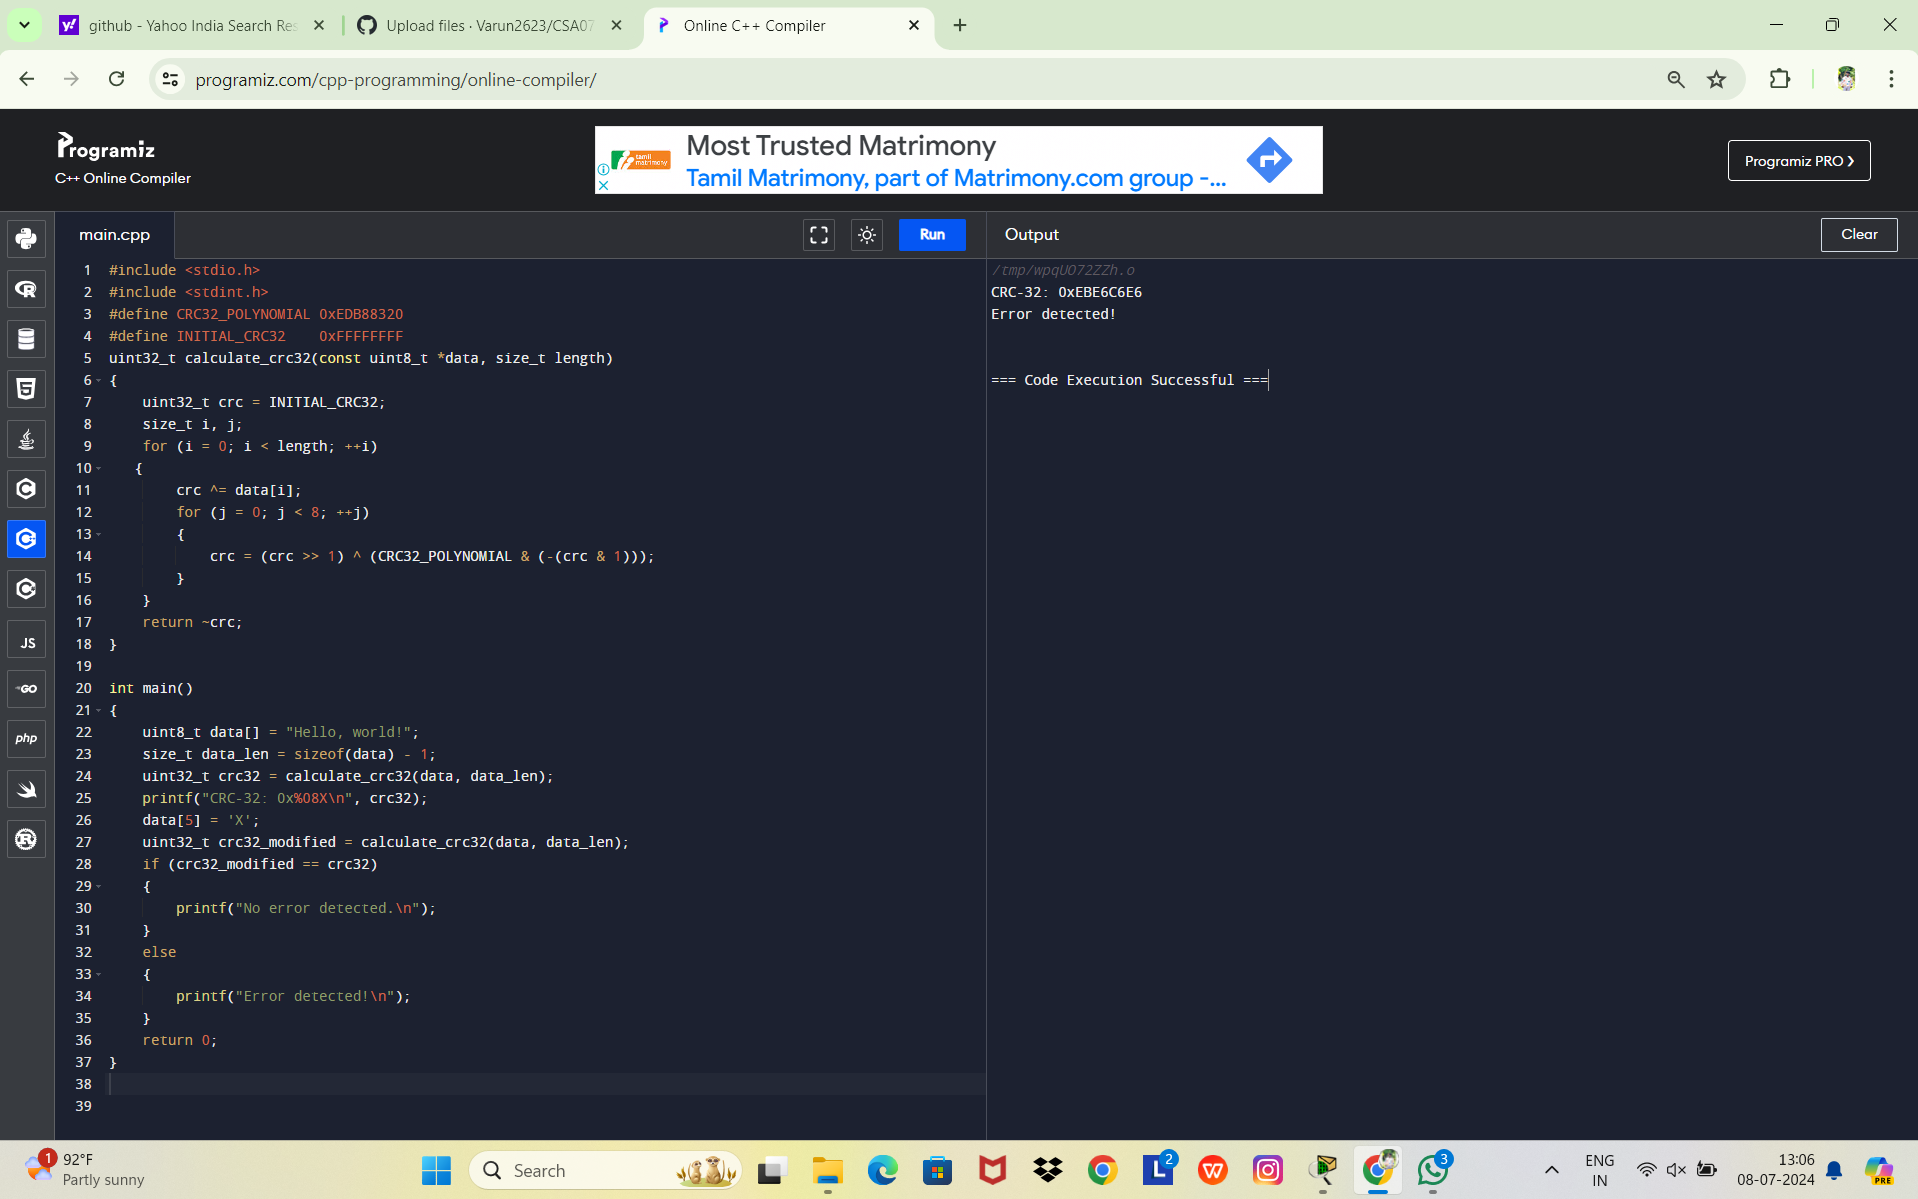 github - Yahoo India Search Res
Upload files · Varun2623/CSA07
Online C++ Compiler
programiz.com/cpp-programming/online-compiler/
Programiz
C++ Online Compiler
tamil
matrimony
Most Trusted Matrimony
Tamil Matrimony, part of Matrimony.com group -...
Programiz PRO ❯
main.cpp
Run
Output
Clear
1 #include <stdio.h>
2 #include <stdint.h>
3 #define CRC32_POLYNOMIAL 0xEDB88320
4 #define INITIAL_CRC32    0xFFFFFFFF
5 uint32_t calculate_crc32(const uint8_t *data, size_t length)
6 {
7     uint32_t crc = INITIAL_CRC32;
8     size_t i, j;
9     for (i = 0; i < length; ++i)
10    {
11         crc ^= data[i];
12         for (j = 0; j < 8; ++j)
13         {
14             crc = (crc >> 1) ^ (CRC32_POLYNOMIAL & (-(crc & 1)));
15         }
16     }
17     return ~crc;
18 }
19
20 int main()
21 {
22     uint8_t data[] = "Hello, world!";
23     size_t data_len = sizeof(data) - 1;
24     uint32_t crc32 = calculate_crc32(data, data_len);
25     printf("CRC-32: 0x%08X\n", crc32);
26     data[5] = 'X';
27     uint32_t crc32_modified = calculate_crc32(data, data_len);
28     if (crc32_modified == crc32)
29     {
30         printf("No error detected.\n");
31     }
32     else
33     {
34         printf("Error detected!\n");
35     }
36     return 0;
37 }
38
39
/tmp/wpqUO72ZZh.o
CRC-32: 0xEBE6C6E6
Error detected!
=== Code Execution Successful ===
JS
GO
php
1
92°F
Partly sunny
Search
2
3
PRE
ENG
IN
13:06
08-07-2024